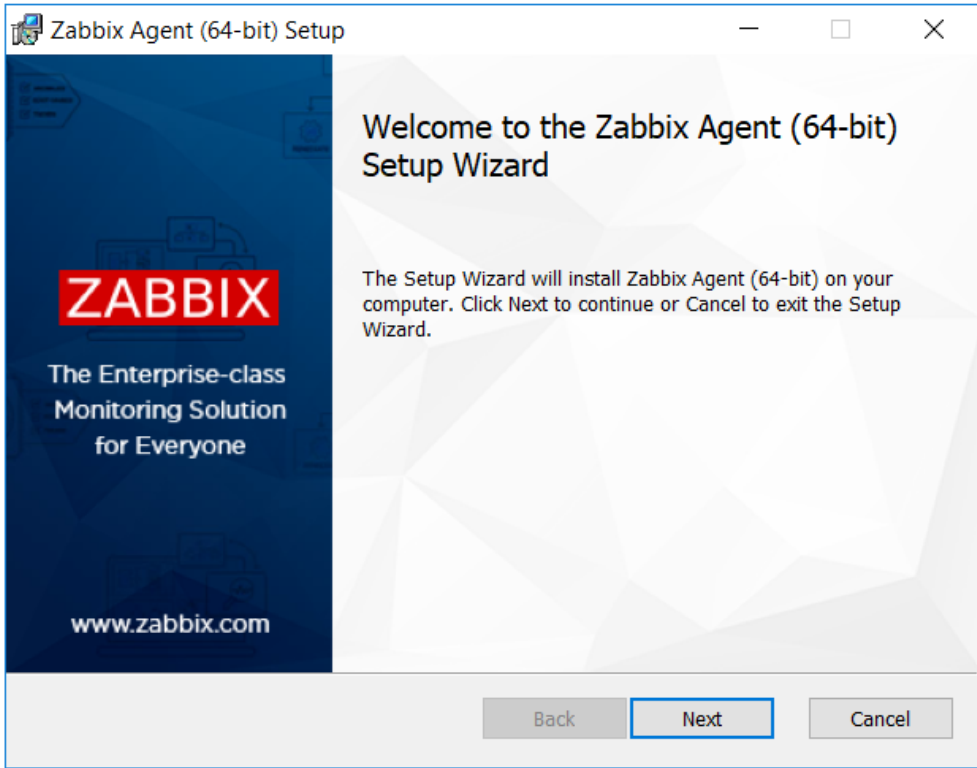 Zabbix Agent (64-bit) Setup
Welcome to the Zabbix Agent (64-bit)
Setup Wizard
The Setup Wizard will install Zabbix Agent (64-bit) on your
computer. Click Next to continue or Cancel to exit the Setup
Wizard.
ZABBIX
The Enterprise-class
Monitoring Solution
for Everyone
www.zabbix.com
Back
Next
Cancel